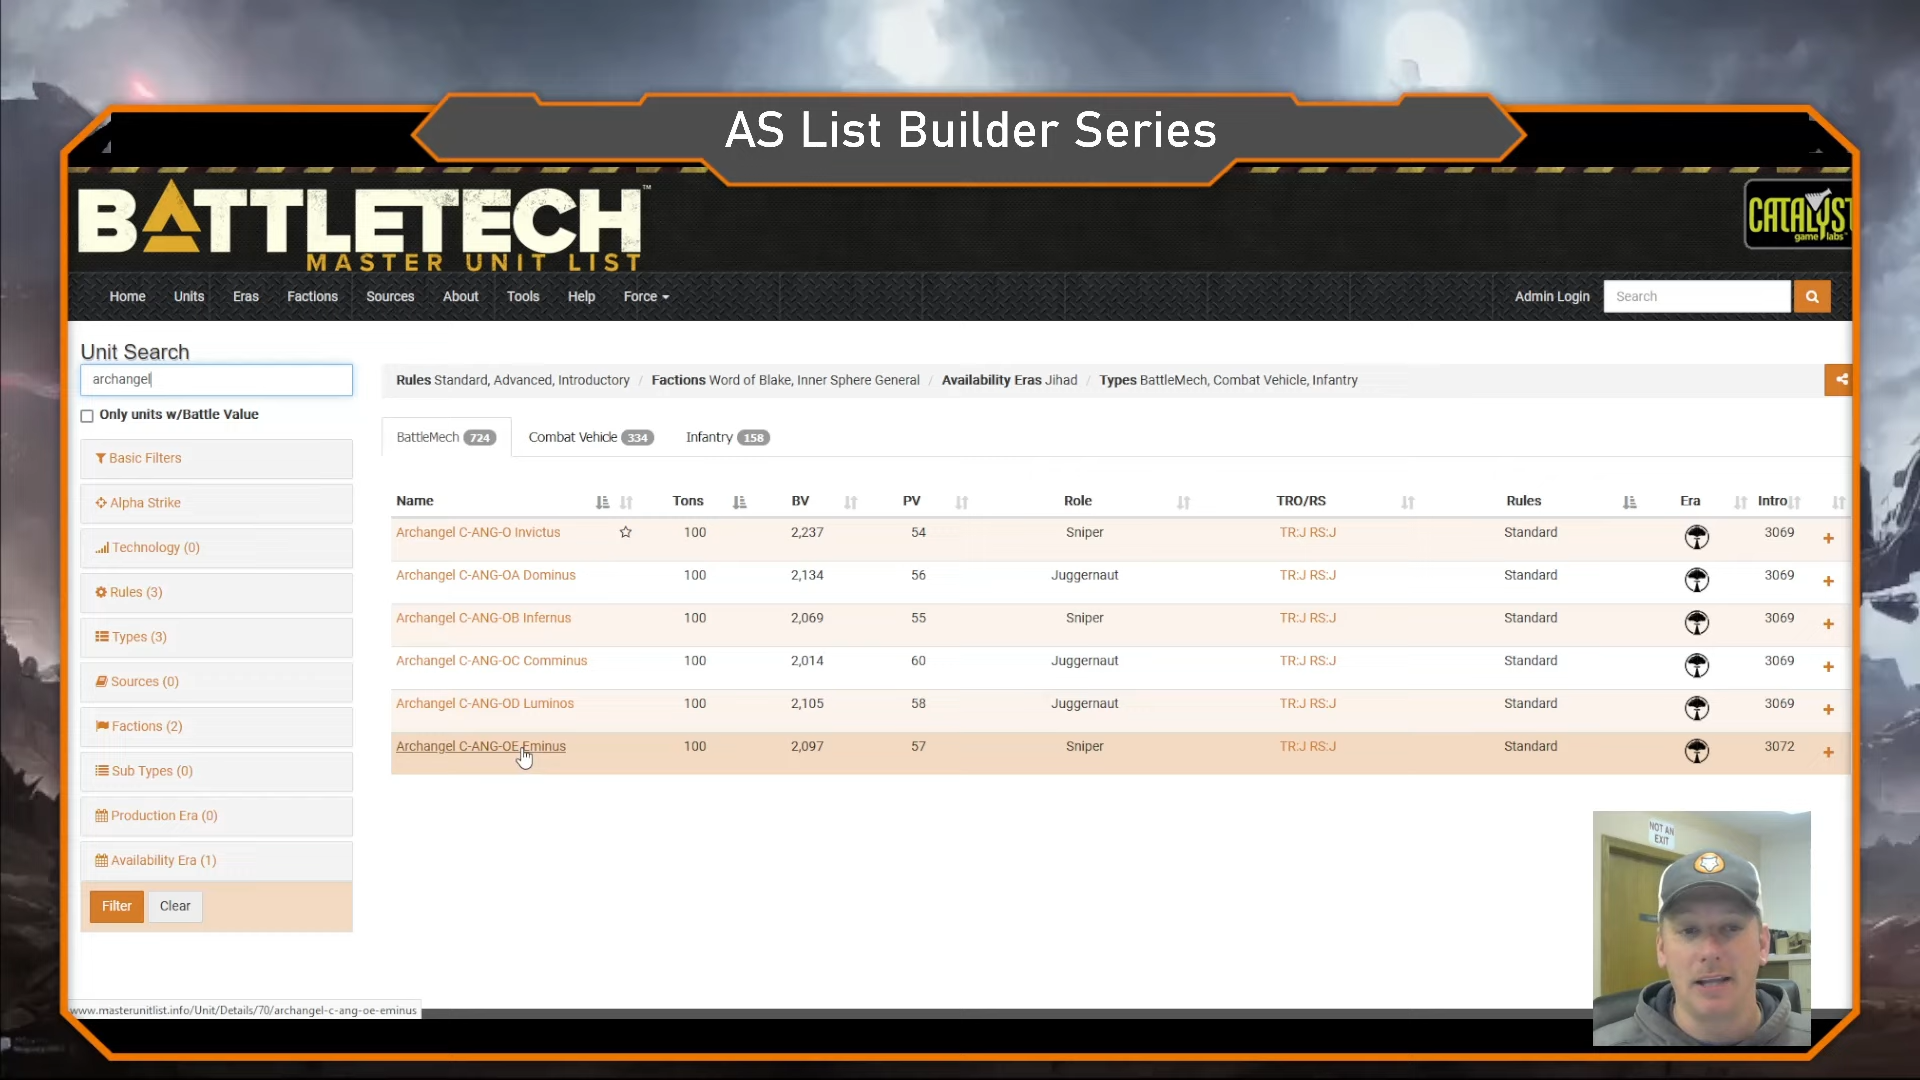 AS List Builder Series
BATTLETECH™
MASTER UNIT LIST
CATALYST
game labs™
Home Units Eras Factions Sources About Tools Help Force Admin Login Search
Unit Search
archangel
Rules Standard, Advanced, Introductory / Factions Word of Blake, Inner Sphere General / Availability Eras Jihad / Types BattleMech, Combat Vehicle, Infantry
Only units w/Battle Value
BattleMech 724 Combat Vehicle 334 Infantry 158
Basic Filters
Alpha Strike
Technology (0)
Rules (3)
Types (3)
Sources (0)
Factions (2)
Sub Types (0)
Production Era (0)
Availability Era (1)
Filter Clear
Name Tons BV PV Role TRO/RS Rules Era Intro
Archangel C-ANG-O Invictus 100 2,237 54 Sniper TR:J RS:J Standard 3069 +
Archangel C-ANG-OA Dominus 100 2,134 56 Juggernaut TR:J RS:J Standard 3069 +
Archangel C-ANG-OB Infernus 100 2,069 55 Sniper TR:J RS:J Standard 3069 +
Archangel C-ANG-OC Comminus 100 2,014 60 Juggernaut TR:J RS:J Standard 3069 +
Archangel C-ANG-OD Luminos 100 2,105 58 Juggernaut TR:J RS:J Standard 3069 +
Archangel C-ANG-OE Eminus 100 2,097 57 Sniper TR:J RS:J Standard 3072 +
NOT AN
EXIT
www.masterunitlist.info/Unit/Details/70/archangel-c-ang-oe-eminus